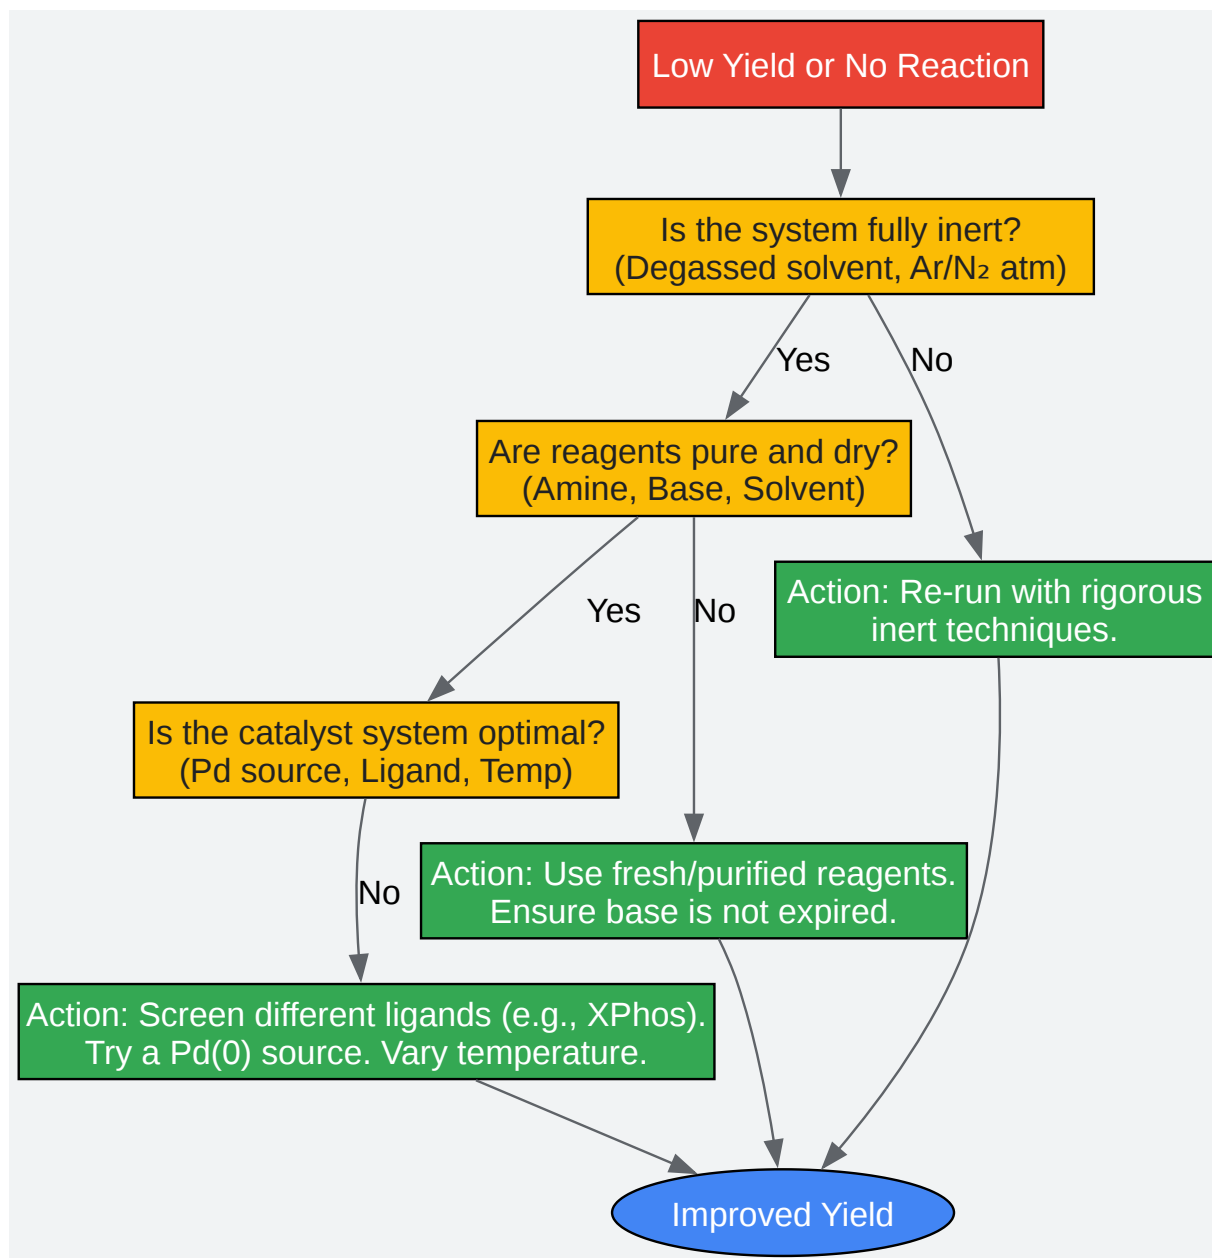 Low Yield or No Reaction
Is the system fully inert?
(Degassed solvent, Ar/N₂ atm)
Yes
No
Are reagents pure and dry?
(Amine, Base, Solvent)
Action: Re-run with rigorous
inert techniques.
Yes
No
Is the catalyst system optimal?
(Pd source, Ligand, Temp)
Action: Use fresh/purified reagents.
Ensure base is not expired.
No
Action: Screen different ligands (e.g., XPhos).
Try a Pd(0) source. Vary temperature.
Improved Yield